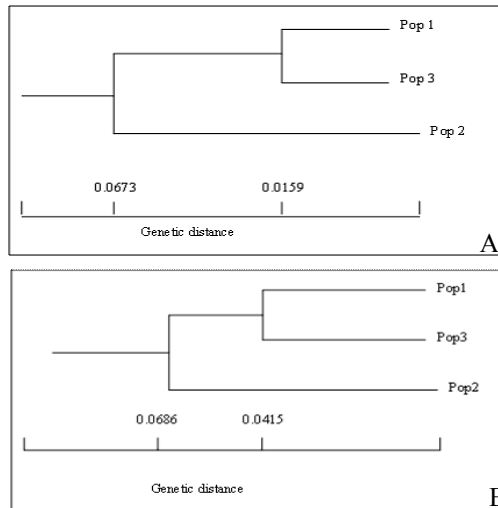 Pop 1
Pop 3
Pop 2
0.0673 0.0159
Genetic distance
A
Pop1
Pop3
Pop2
0.0686 0.0415
Genetic distance